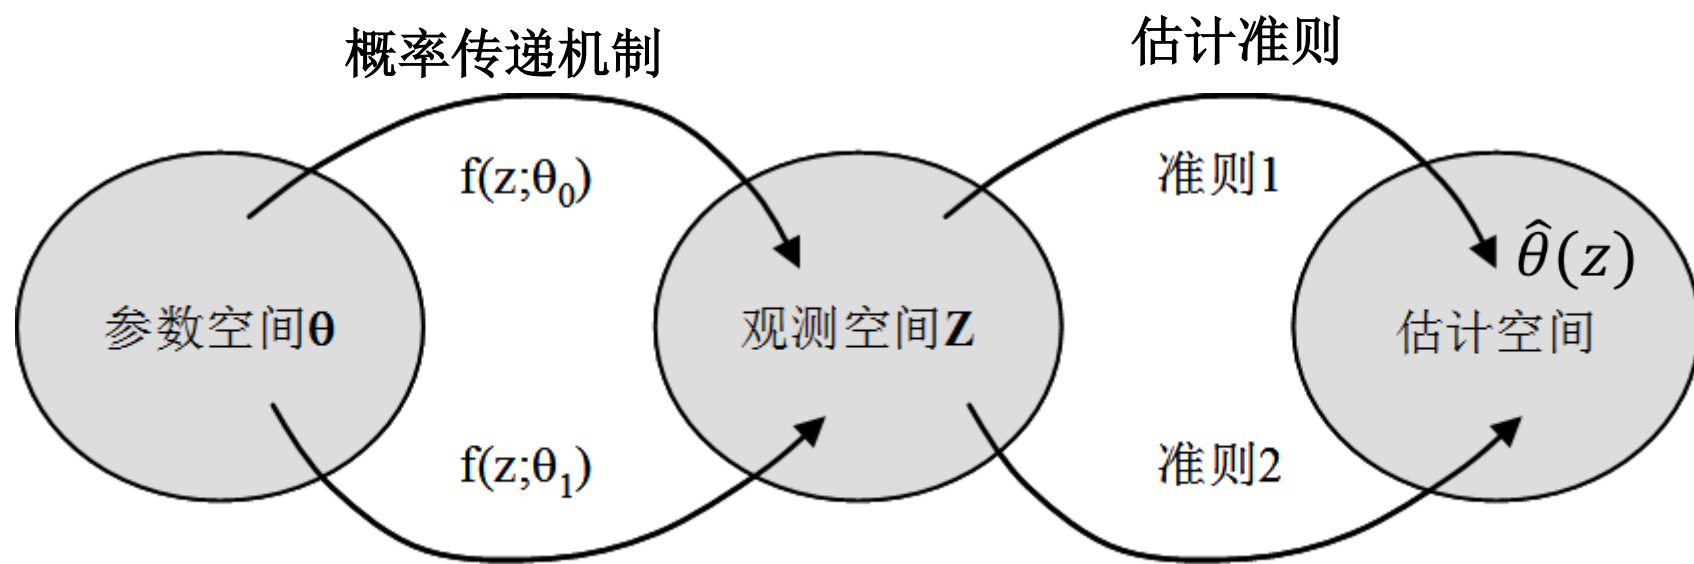 概率传递机制
估计准则
f(z;θ₀)
准则1
θ̂(z)
参数空间θ
观测空间Z
估计空间
f(z;θ₁)
准则2